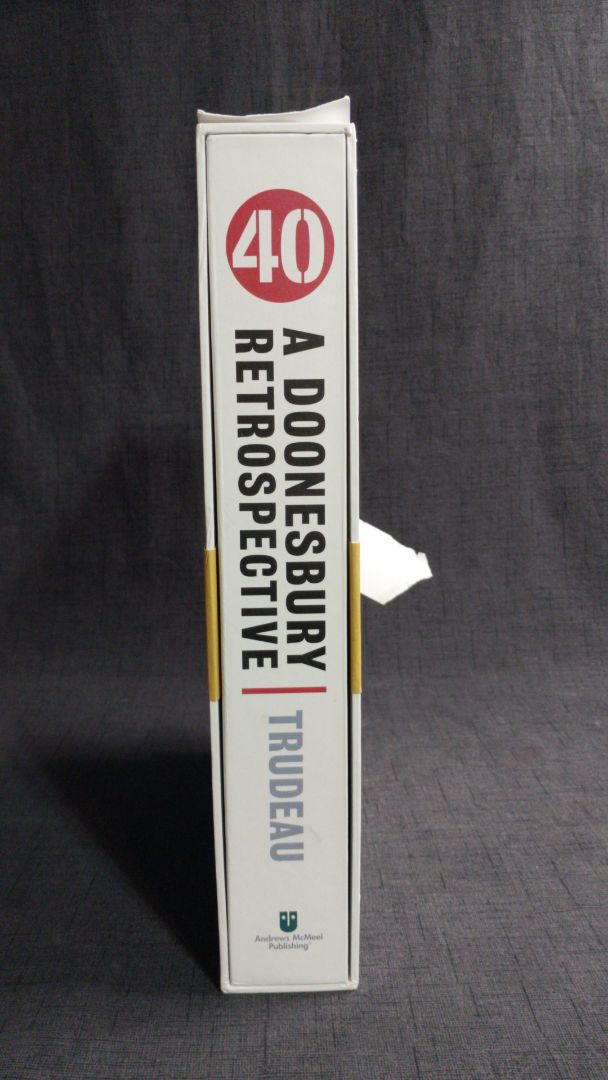 40
A DOONESBURY
RETROSPECTIVE
TRUDEAU
Andrews McMeel
Publishing®